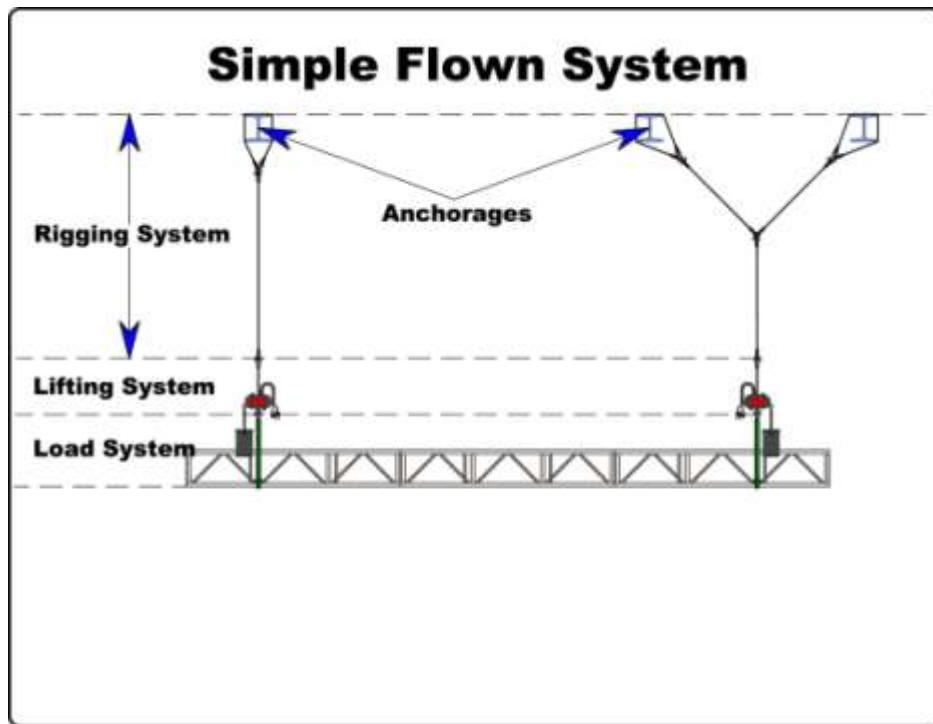 Simple Flown System
Anchorages
Rigging System
Lifting System
Load System